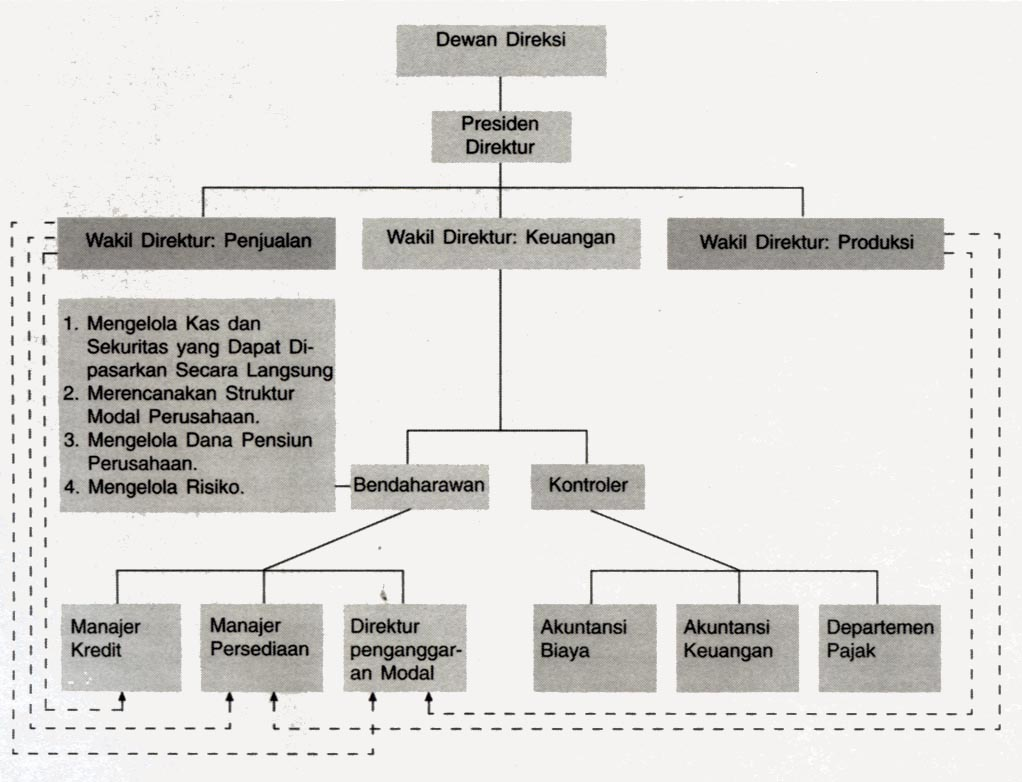 Dewan Direksi
Presiden
Direktur
Wakil Direktur: Penjualan
Wakil Direktur: Keuangan
Wakil Direktur: Produksi
1. Mengelola Kas dan
Sekuritas yang Dapat Di-
pasarkan Secara Langsung
2. Merencanakan Struktur
Modal Perusahaan.
3. Mengelola Dana Pensiun
Perusahaan.
4. Mengelola Risiko.
Bendaharawan
Kontroler
Manajer
Kredit
Manajer
Persediaan
Direktur
penganggar-
an Modal
Akuntansi
Biaya
Akuntansi
Keuangan
Departemen
Pajak